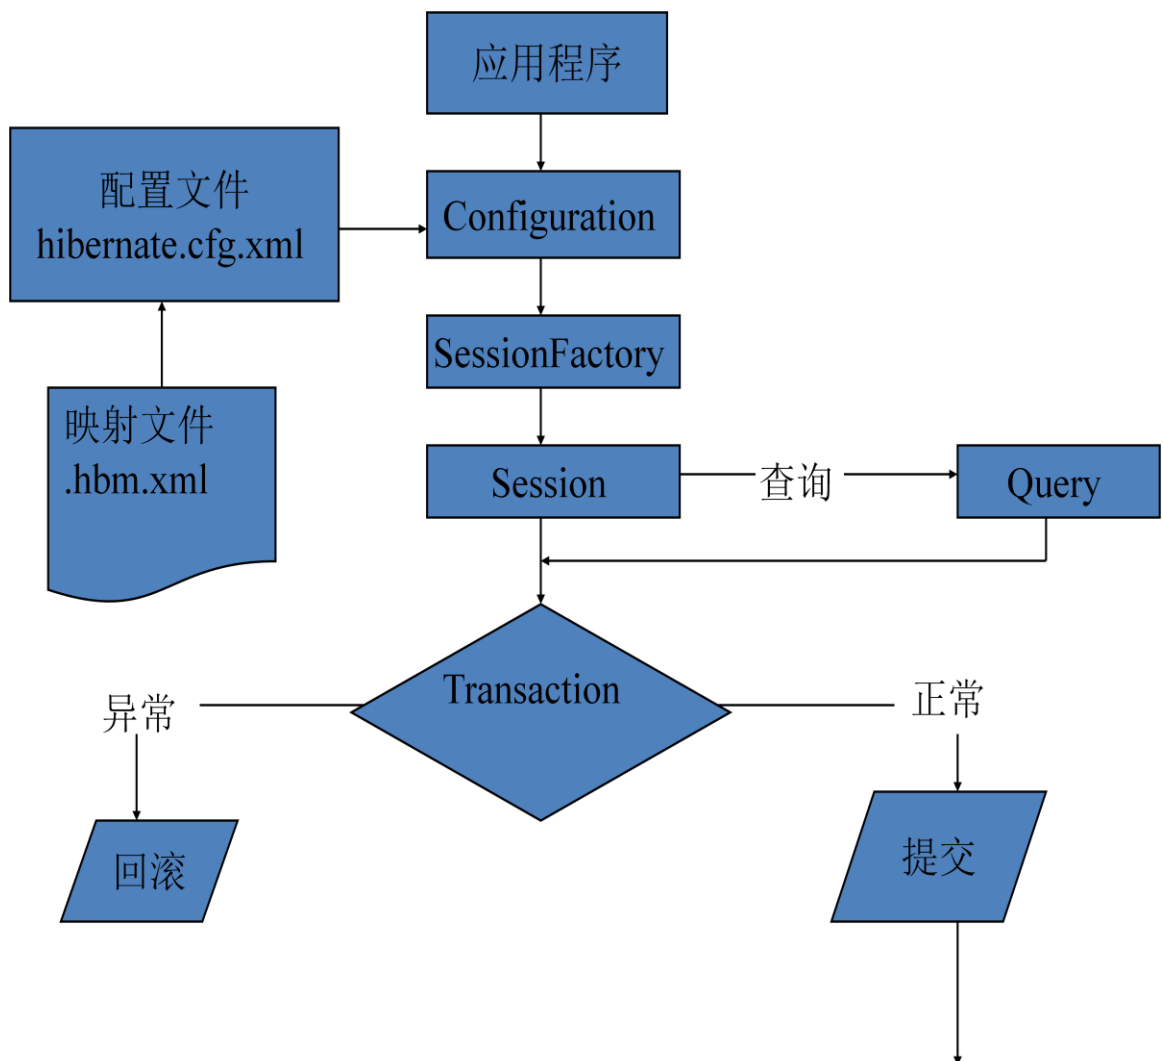 应用程序
配置文件
hibernate.cfg.xml
Configuration
SessionFactory
映射文件
.hbm.xml
Session
查询
Query
Transaction
异常
正常
回滚
提交